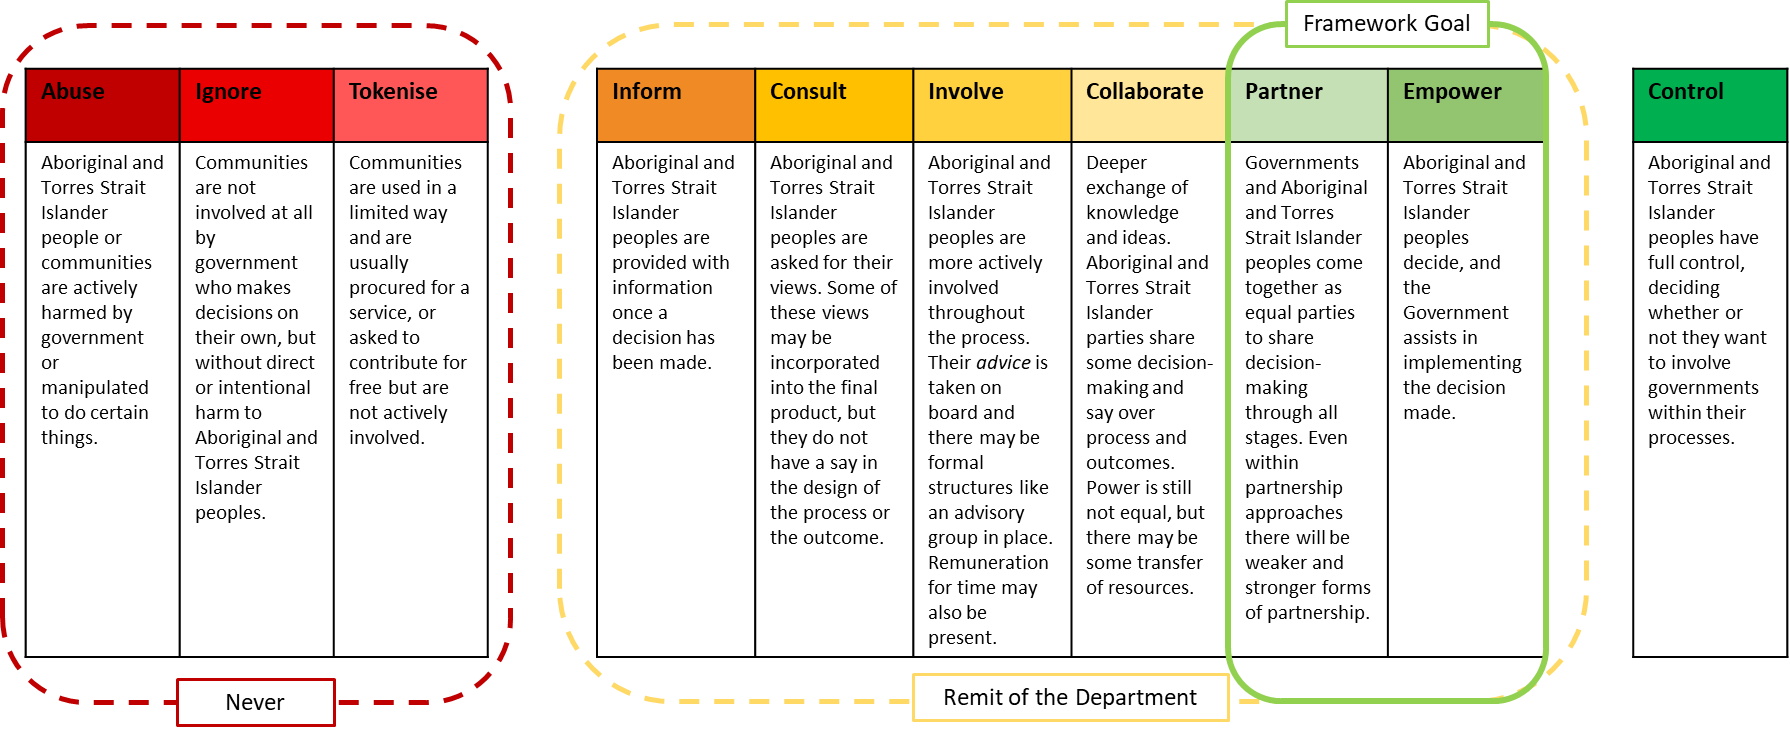 Framework Goal
Abuse
Aboriginal and
Torres Strait
Islander
people or
communities
are actively
harmed by
government
or
manipulated
to do certain
things.
Ignore
Communities
are not
involved at all
by
government
who makes
decisions on
their own, but
without direct
or intentional
harm to
Aboriginal and
Torres Strait
Islander
peoples.
Tokenise
Communities
are used in a
limited way
and are
usually
procured for a
service, or
asked to
contribute for
free but are
not actively
involved.
Never
Inform
Aboriginal and
Torres Strait
Islander
peoples are
provided with
information
once a
decision has
been made.
Consult
Aboriginal and
Torres Strait
Islander
peoples are
asked for their
views. Some of
these views
may be
incorporated
into the final
product, but
they do not
have a say in
the design of
the process or
the outcome.
Involve
Aboriginal and
Torres Strait
Islander
peoples are
more actively
involved
throughout
the process.
Their advice is
taken on
board and
there may be
formal
structures like
an advisory
group in place.
Remuneration
for time may
also be
present.
Collaborate
Deeper
exchange of
knowledge
and ideas.
Aboriginal and
Torres Strait
Islander
parties share
some decision-
making and
say over
process and
outcomes.
Power is still
not equal, but
there may be
some transfer
of resources.
Partner
Governments
and Aboriginal
and Torres
Strait Islander
peoples come
together as
equal parties
to share
decision-
making
through all
stages. Even
within
partnership
approaches
there will be
weaker and
stronger forms
of partnership.
Empower
Aboriginal and
Torres Strait
Islander
peoples
decide, and
the
Government
assists in
implementing
the decision
made.
Remit of the Department
Control
Aboriginal and
Torres Strait
Islander
peoples have
full control,
deciding
whether or
not they want
to involve
governments
within their
processes.